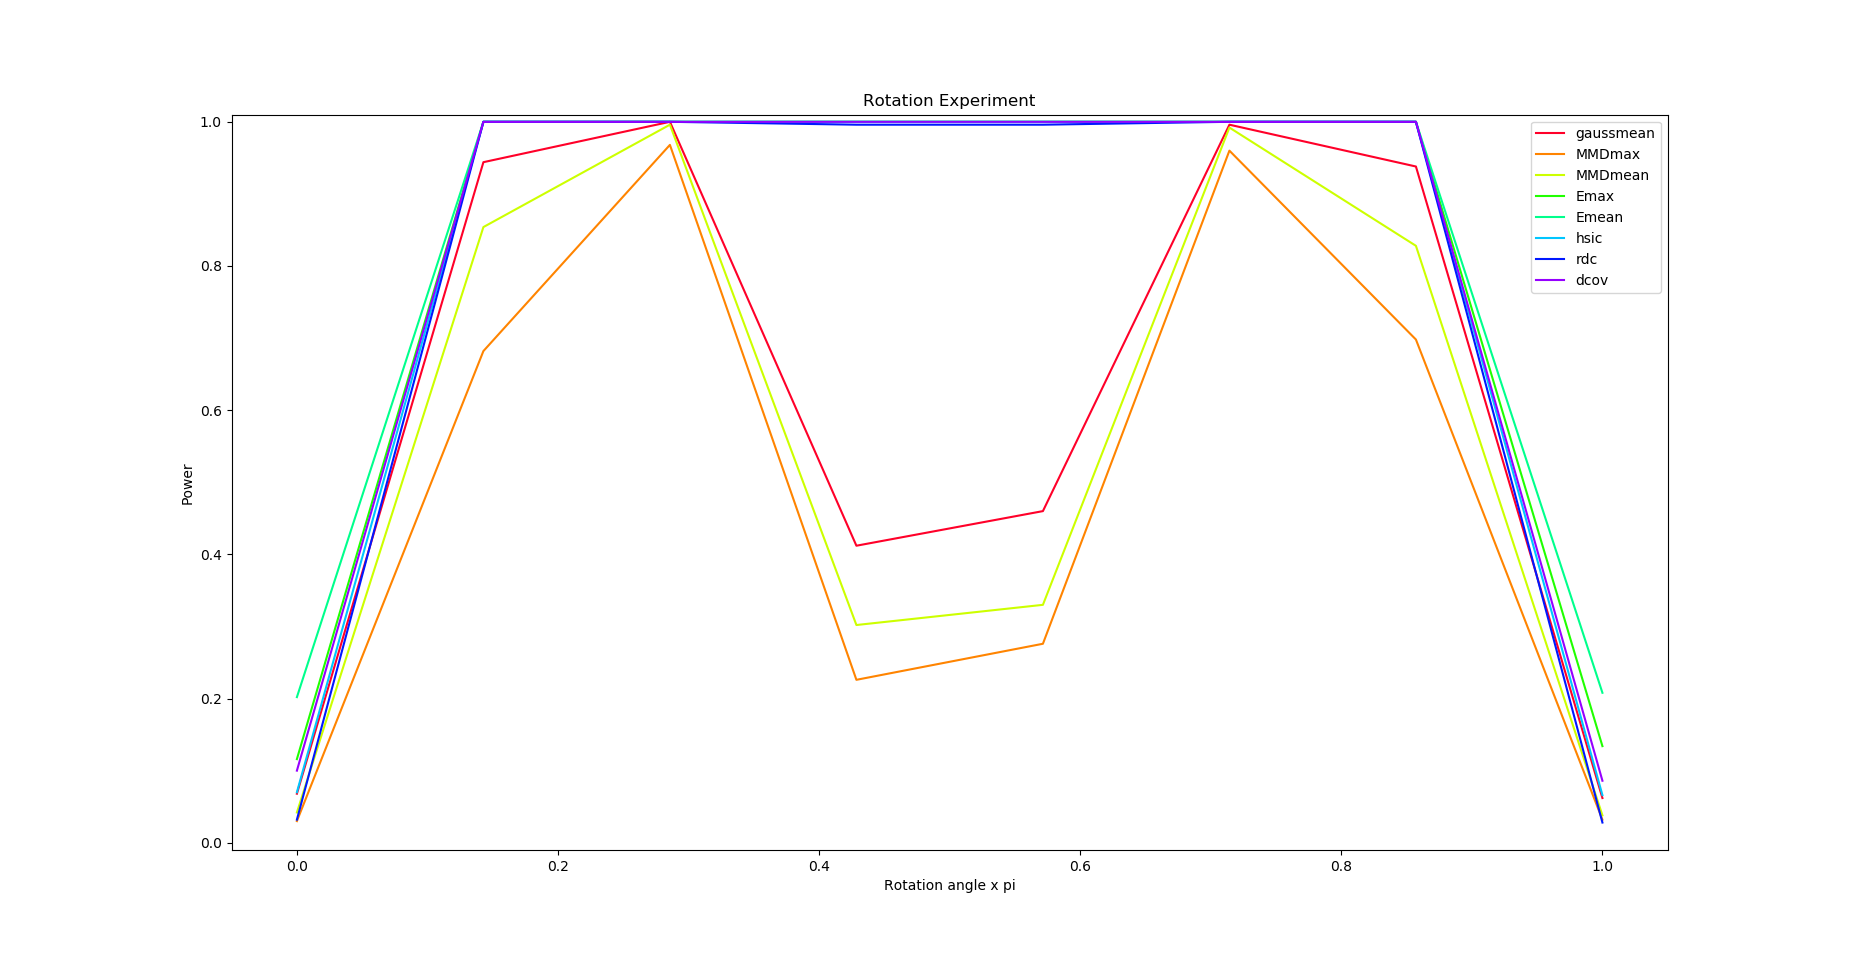 Rotation Experiment
1.0
0.8
0.6
0.4
0.2
0.0
Power
gaussmean
MMDmax
MMDmean
Emax
Emean
hsic
rdc
dcov
0.0 0.2 0.4 0.6 0.8 1.0
Rotation angle x pi